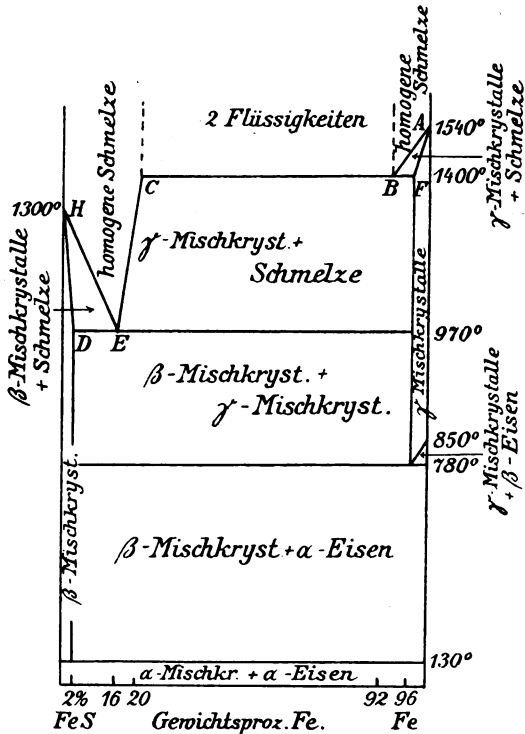 homogene
Schmelze
2 Flüssigkeiten
A
1540°
γ-Mischkrystalle
+ Schmelze
homogene Schmelze
C
B
F
1400°
1300°
H
γ-Mischkryst. +
Schmelze
γ Mischkrystalle
β-Mischkrystalle
+ Schmelze
D
E
970°
β-Mischkryst. +
γ-Mischkryst.
850°
780°
γ-Mischkrystalle
+ β-Eisen
β-Mischkryst.
β-Mischkryst + α-Eisen
130°
α-Mischkr. + α-Eisen
2% 16 20 92 96
FeS Gewichtsproz. Fe. Fe